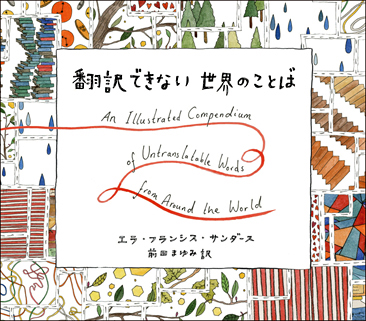 翻訳できない 世界のことば
An Illustrated Compendium
of Untranslatable Words
from Around the World
エラ・フランシス・サンダース
前田まゆみ 訳